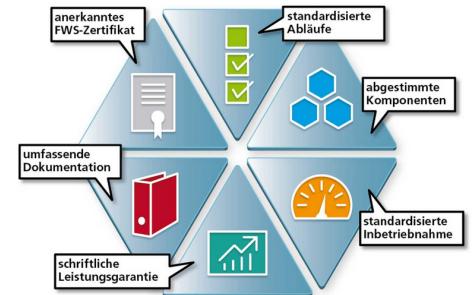 anerkanntes
FWS-Zertifikat
standardisierte
Abläufe
abgestimmte
Komponenten
umfassende
Dokumentation
standardisierte
Inbetriebnahme
schriftliche
Leistungsgarantie